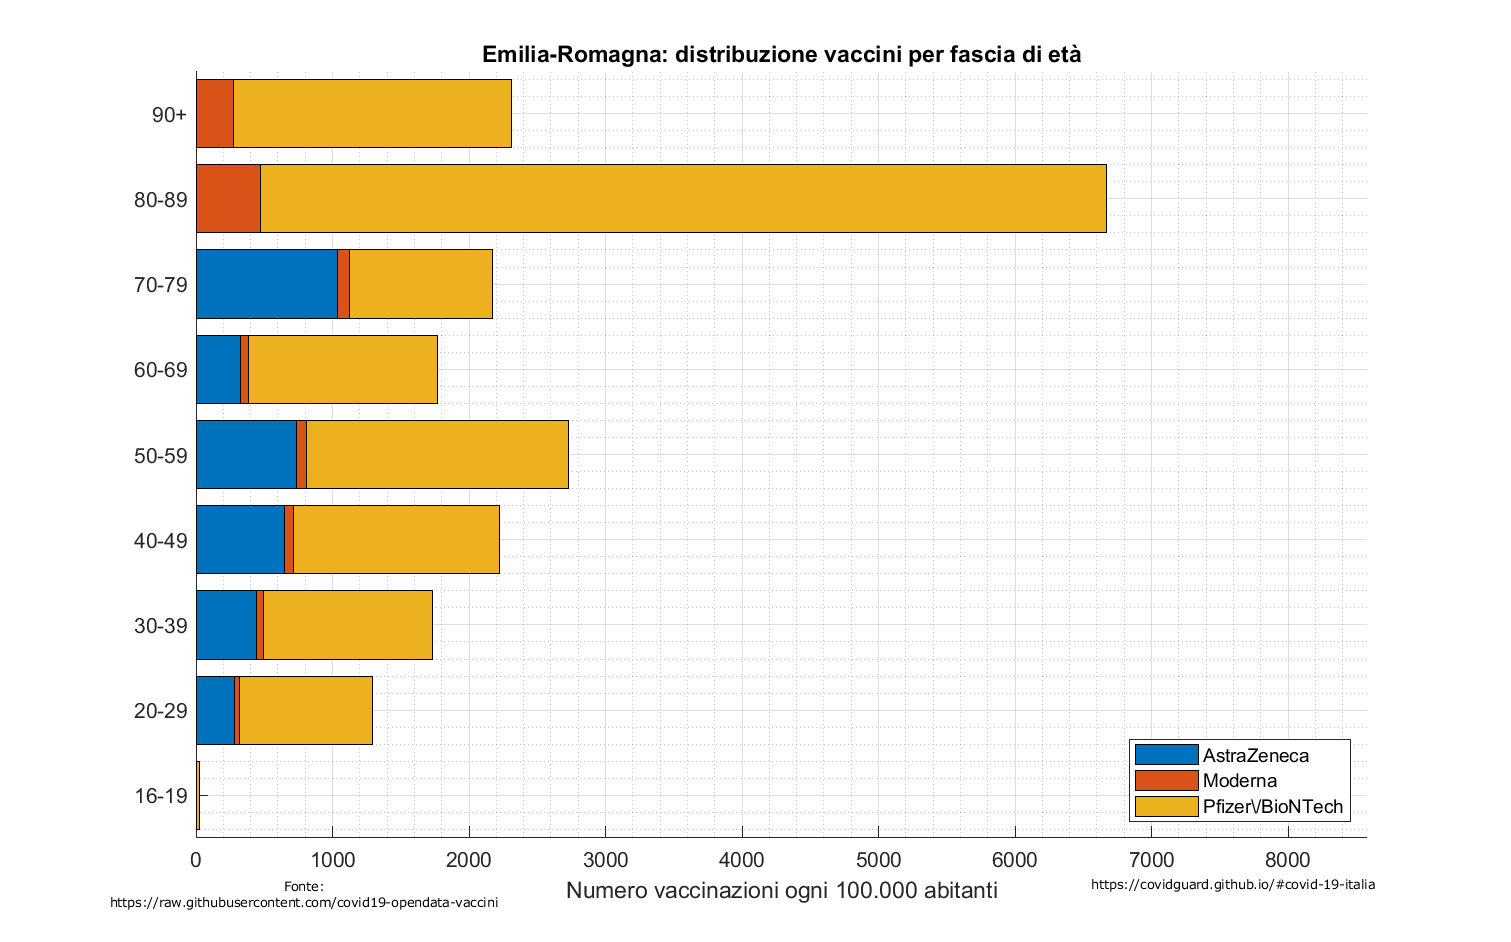 Emilia-Romagna: distribuzione vaccini per fascia di età
90+
80-89
70-79
60-69
50-59
40-49
30-39
20-29
16-19
AstraZeneca
Moderna
Pfizer\/BioNTech
0 1000 2000 3000 4000 5000 6000 7000 8000
Numero vaccinazioni ogni 100.000 abitanti
Fonte:
https://raw.githubusercontent.com/covid19-opendata-vaccini
https://covidguard.github.io/#covid-19-italia